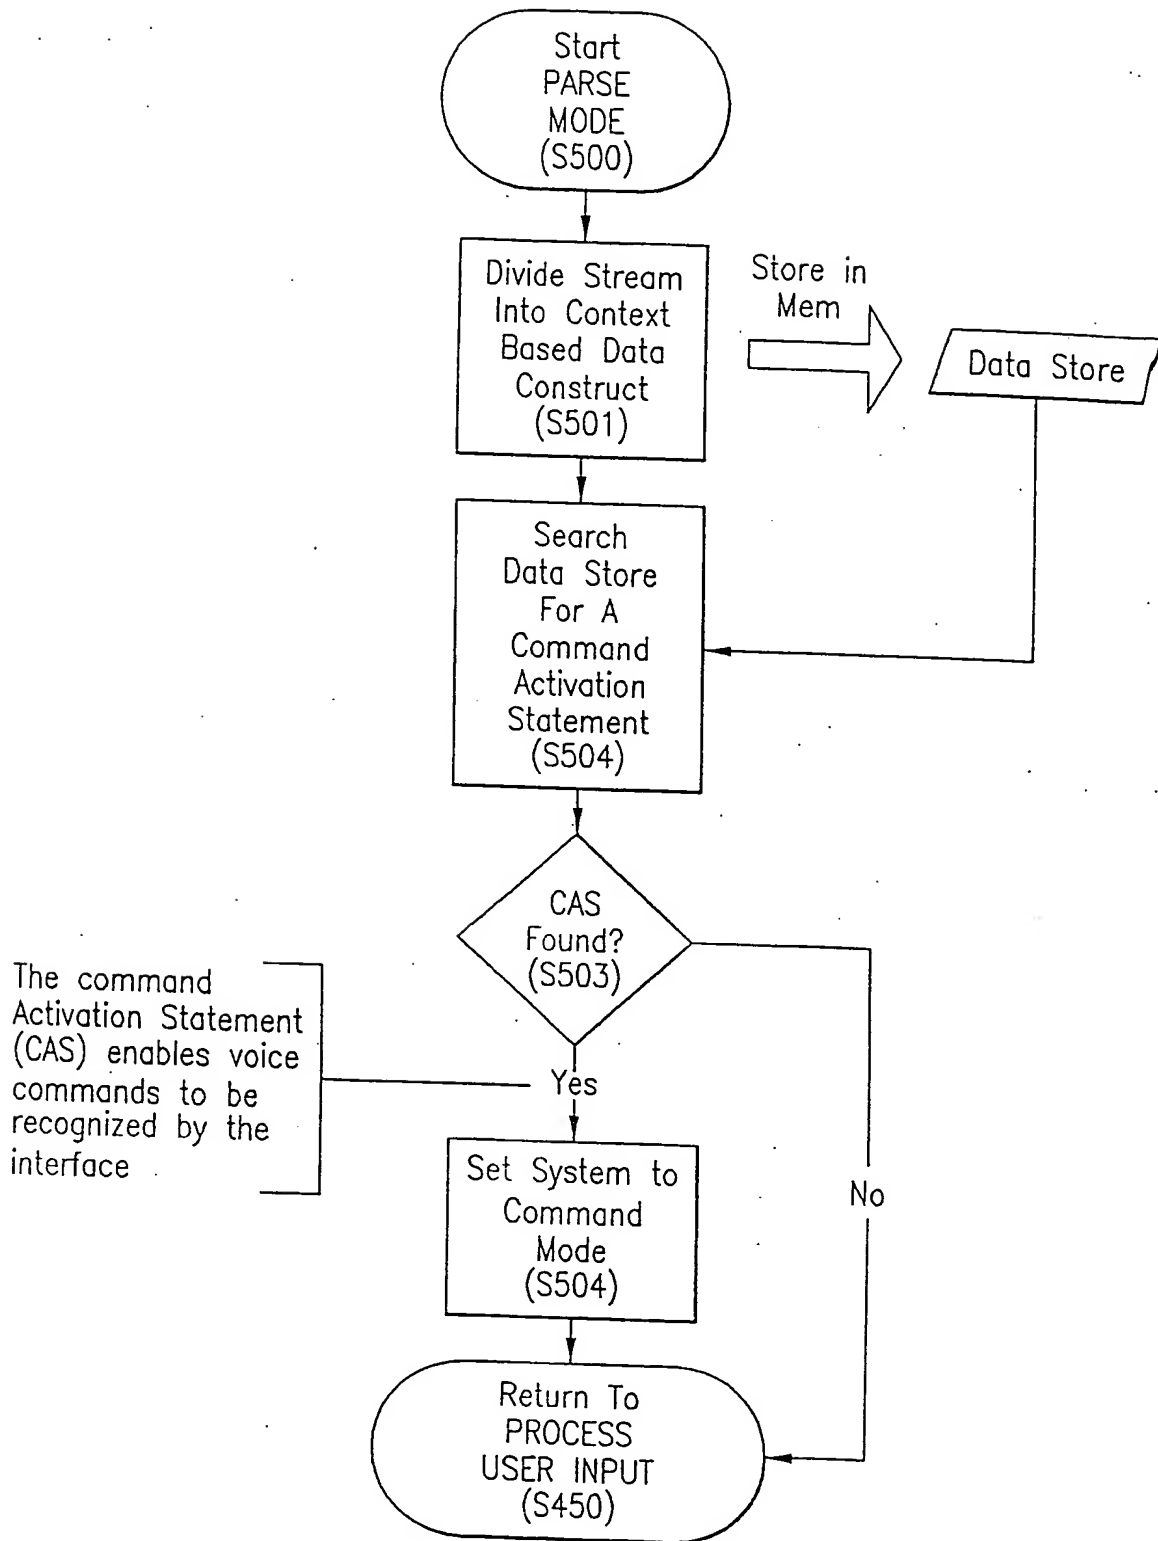 Start
PARSE
MODE
(S500)
Divide Stream
Into Context
Based Data
Construct
(S501)
Store in
Mem
Data Store
Search
Data Store
For A
Command
Activation
Statement
(S504)
CAS
Found?
(S503)
The command
Activation Statement
(CAS) enables voice
commands to be
recognized by the
interface
Yes
No
Set System to
Command
Mode
(S504)
Return To
PROCESS
USER INPUT
(S450)